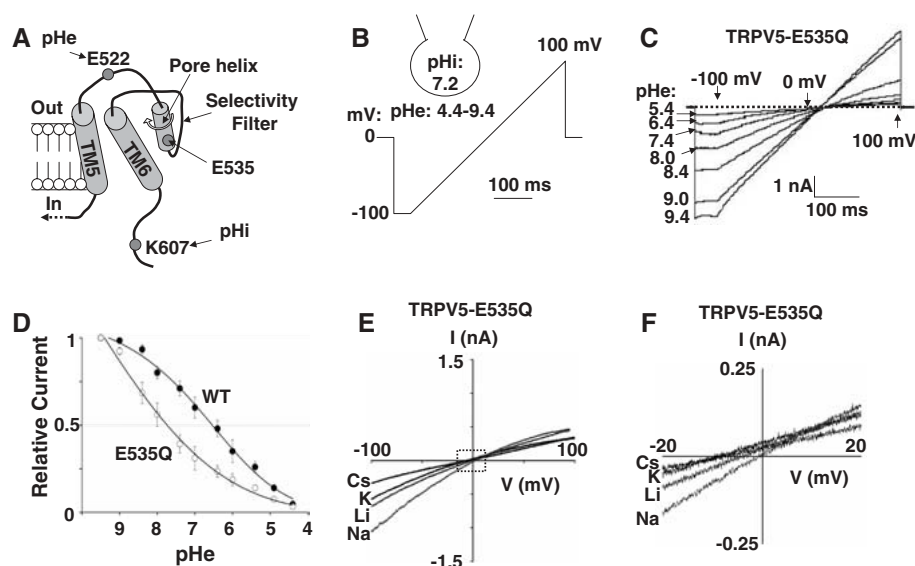 A
pHe
E522
Pore helix
Out
Selectivity
Filter
TM5
TM6
E535
In
K607
pHi
B
100 mV
pHi:
7.2
mV:
pHe: 4.4-9.4
0
100 ms
-100
C
TRPV5-E535Q
pHe:
-100 mV
0 mV
5.4
6.4
7.4
8.0
8.4
9.0
9.4
100 mV
1 nA
100 ms
D
Relative Current
1
0.5
0
WT
E535Q
9 8 7 6 5 4
pHe
E
TRPV5-E535Q
I (nA)
1.5
-100
100
Cs
K
Li
Na
V (mV)
-1.5
F
TRPV5-E535Q
I (nA)
0.25
-20
20
Cs
K
Li
Na
V (mV)
-0.25